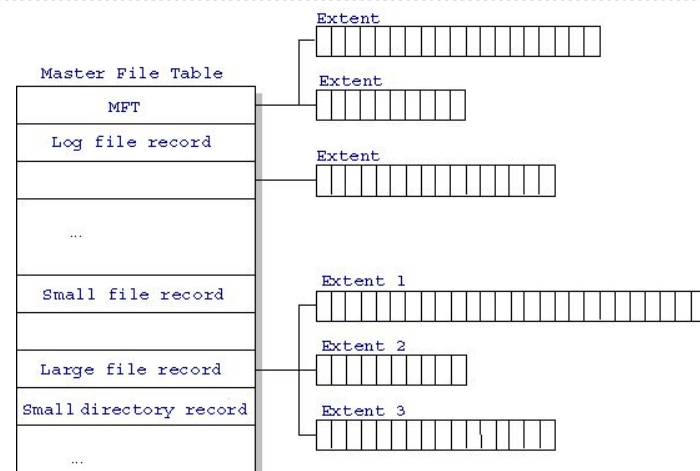 Extent
Master File Table
Extent
MFT
Log file record
Extent
...
Extent 1
Small file record
Extent 2
Large file record
Small directory record
Extent 3
...